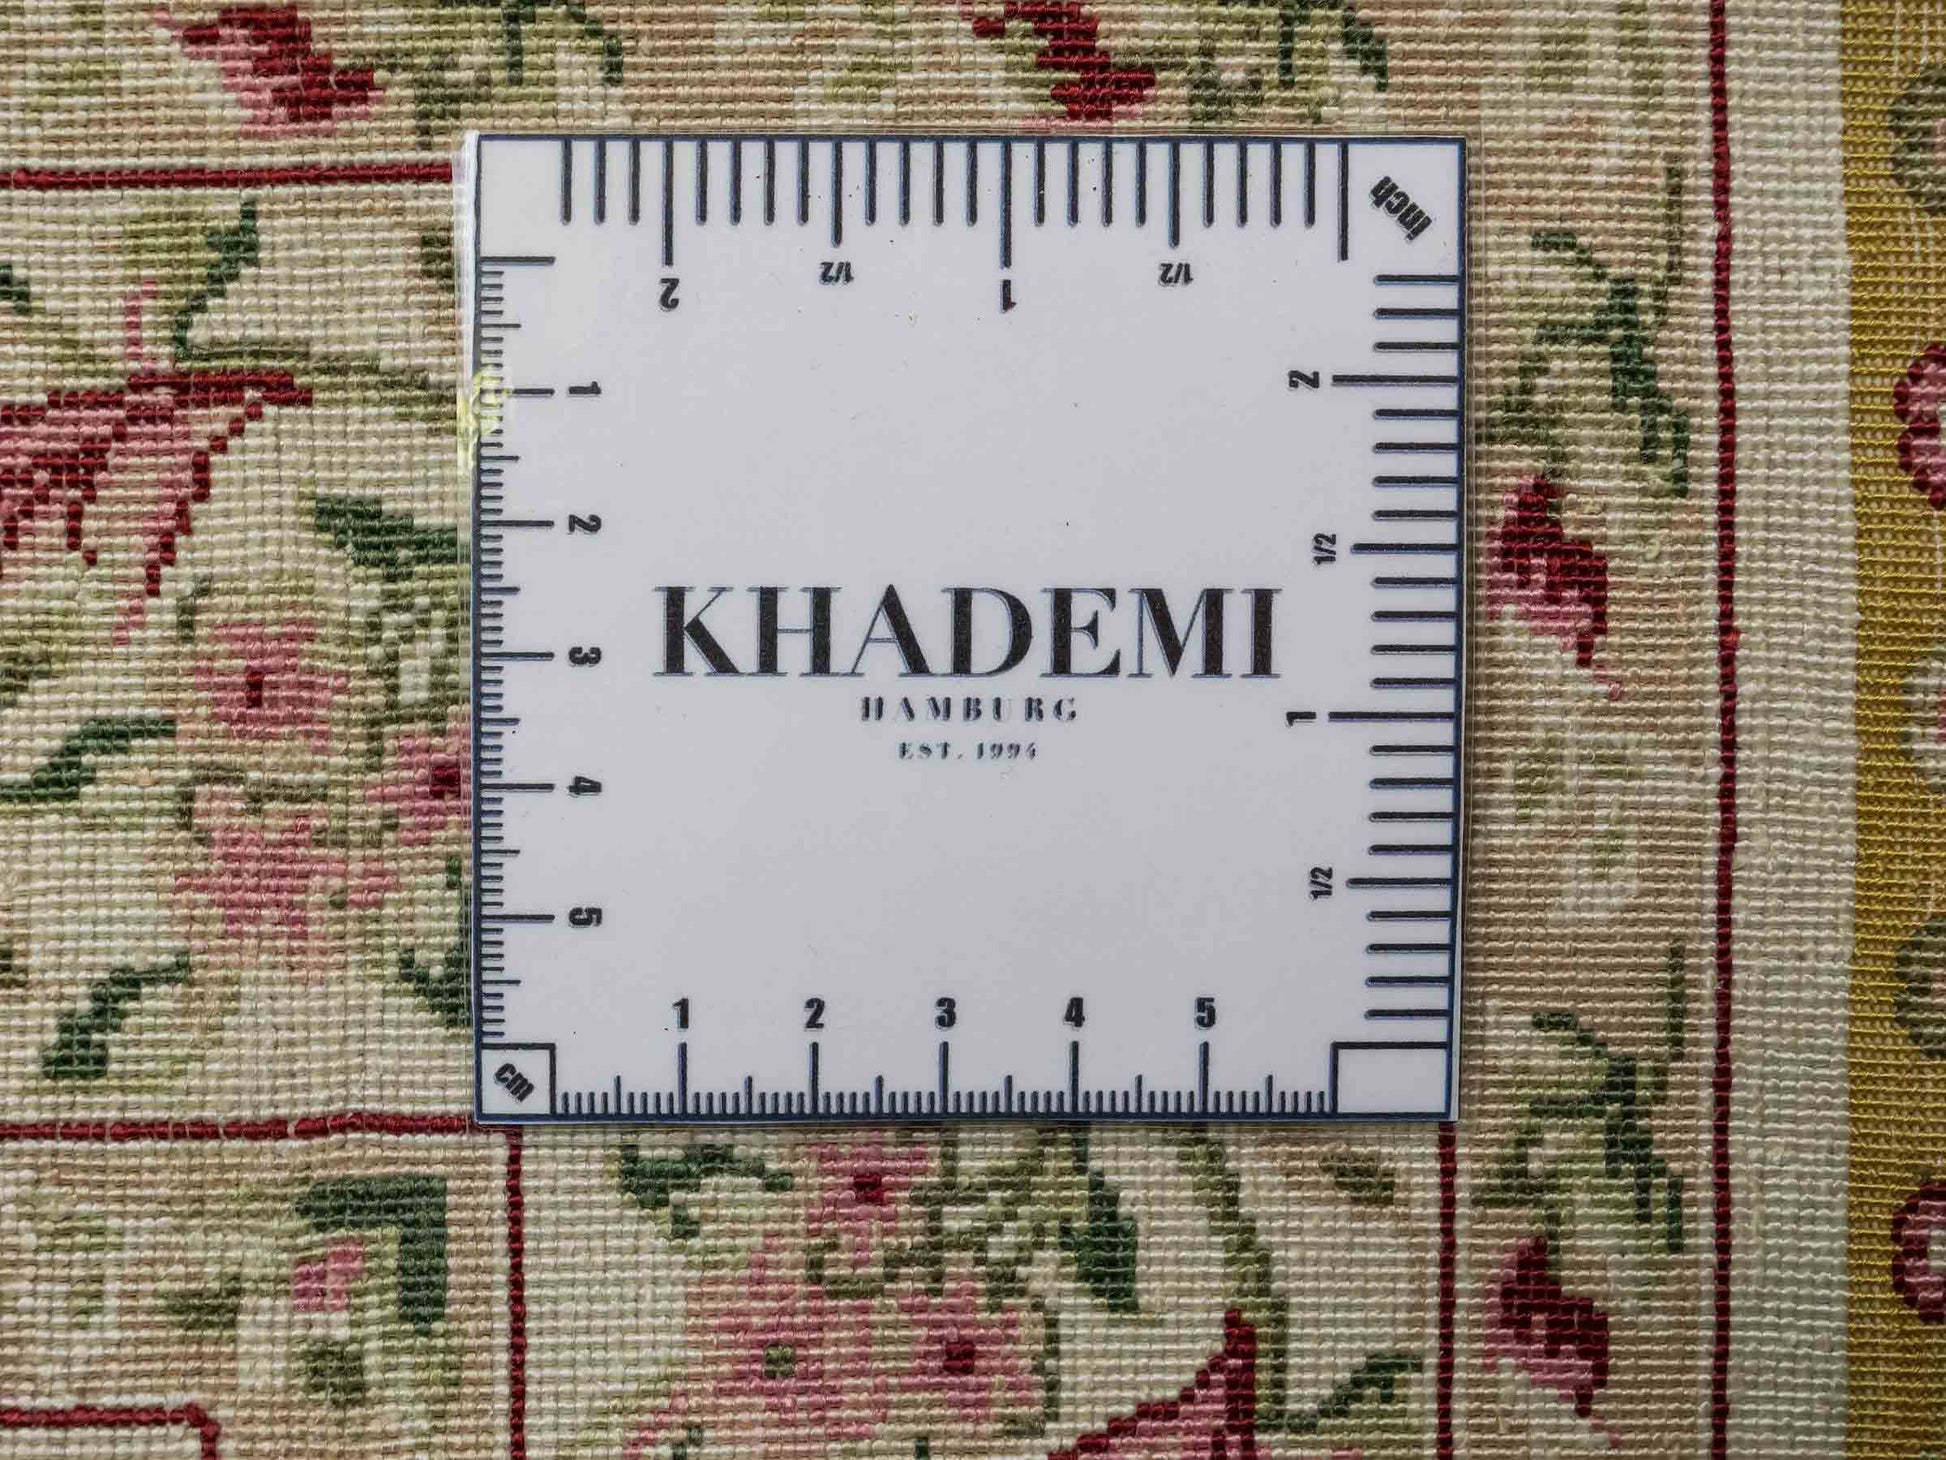 inch
2 1/2 1 1/2
1
2
3
4
5
2
1/2
1
1/2
KHADEMI
HAMBURG
EST. 1994
1 2 3 4 5
cm